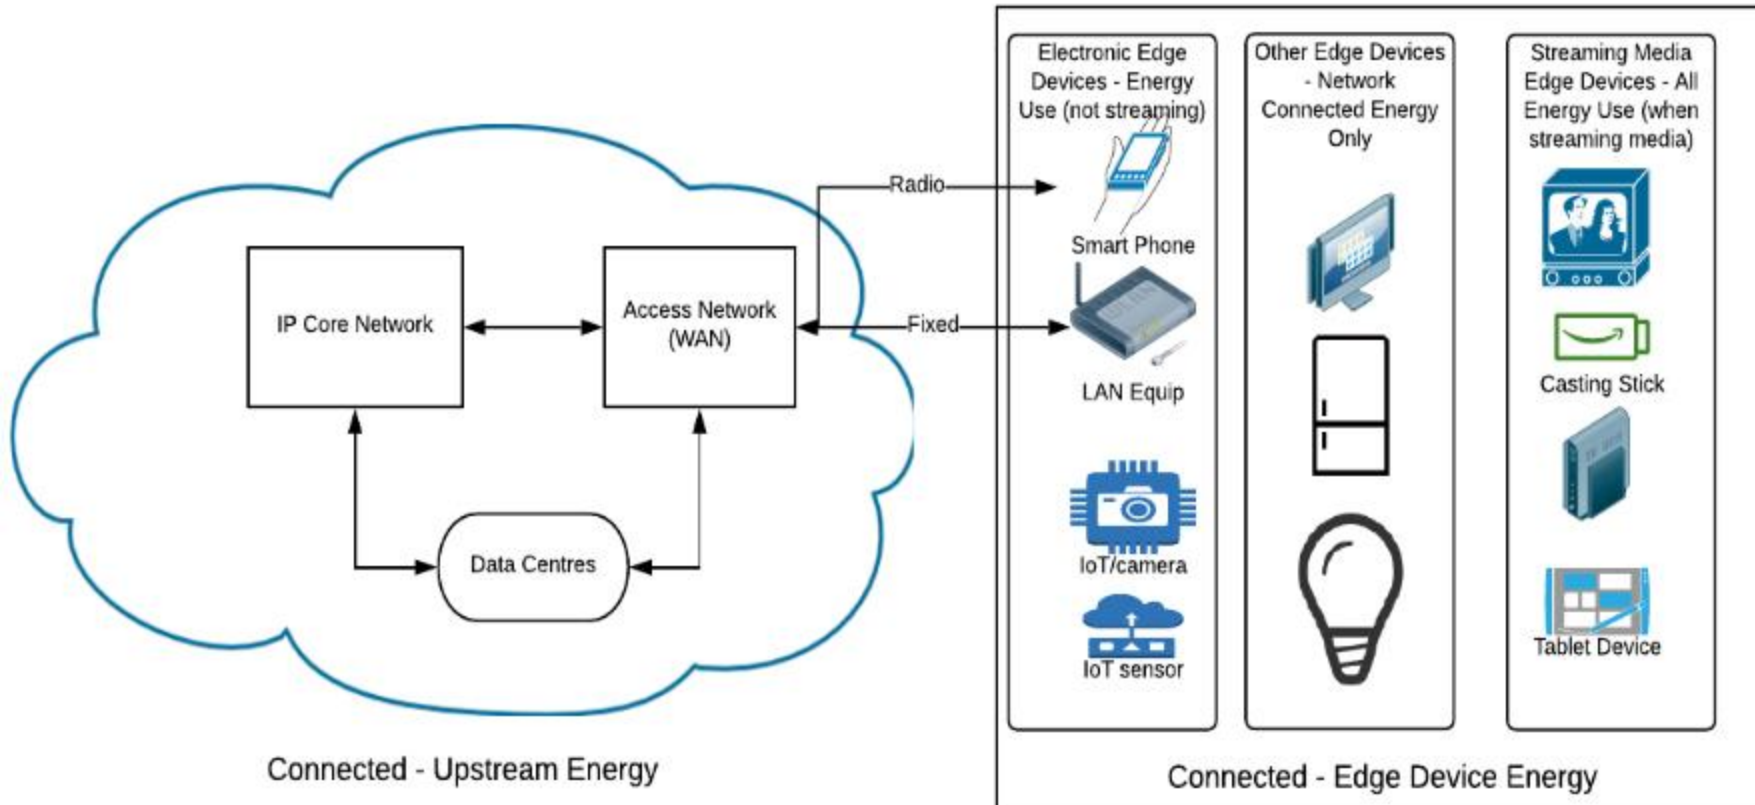 Electronic Edge
Devices - Energy
Use (not streaming)
Other Edge Devices
- Network
Connected Energy
Only
Streaming Media
Edge Devices - All
Energy Use (when
streaming media)
Radio
Smart Phone
IP Core Network
Access Network
(WAN)
Fixed
LAN Equip
Casting Stick
Data Centres
IoT/camera
IoT sensor
Tablet Device
Connected - Upstream Energy
Connected - Edge Device Energy